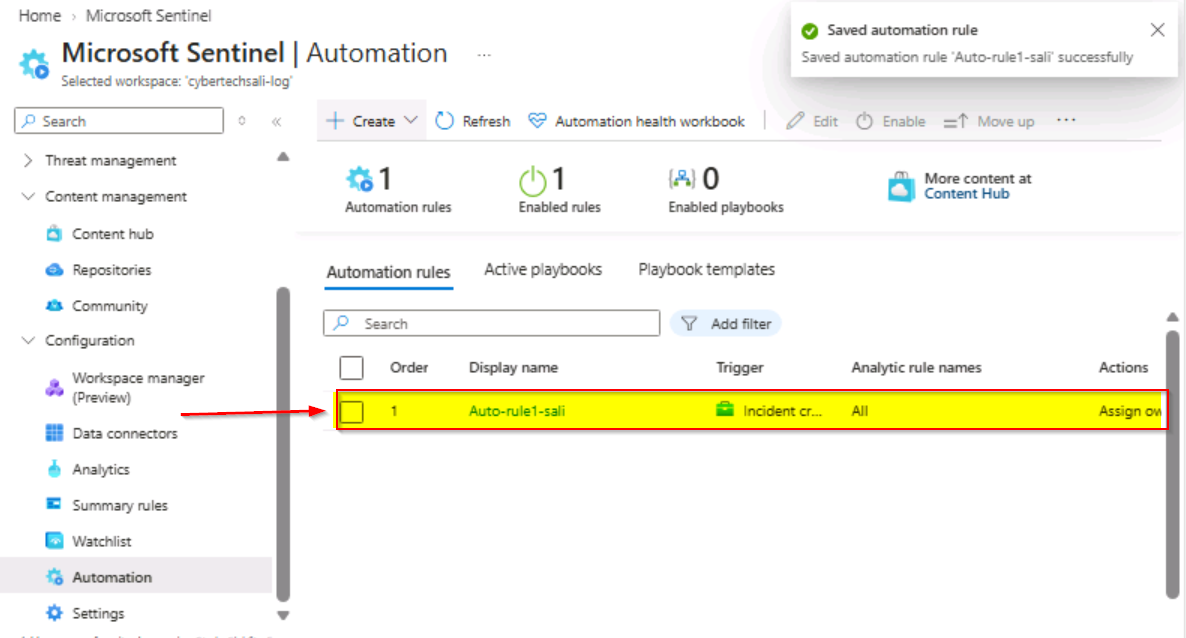 Home > Microsoft Sentinel
Microsoft Sentinel | Automation ...
Selected workspace: 'cybertechsali-log'
Saved automation rule
Saved automation rule 'Auto-rule1-sali' successfully
Search
«
Threat management
Content management
Content hub
Repositories
Community
Configuration
Workspace manager
(Preview)
Data connectors
Analytics
Summary rules
Watchlist
Automation
Settings
Create Refresh Automation health workbook Edit Enable Move up ...
1
Automation rules
1
Enabled rules
0
Enabled playbooks
More content at
Content Hub
Automation rules Active playbooks Playbook templates
Search Add filter
Order Display name Trigger Analytic rule names Actions
1 Auto-rule1-sali Incident cr... All Assign ow